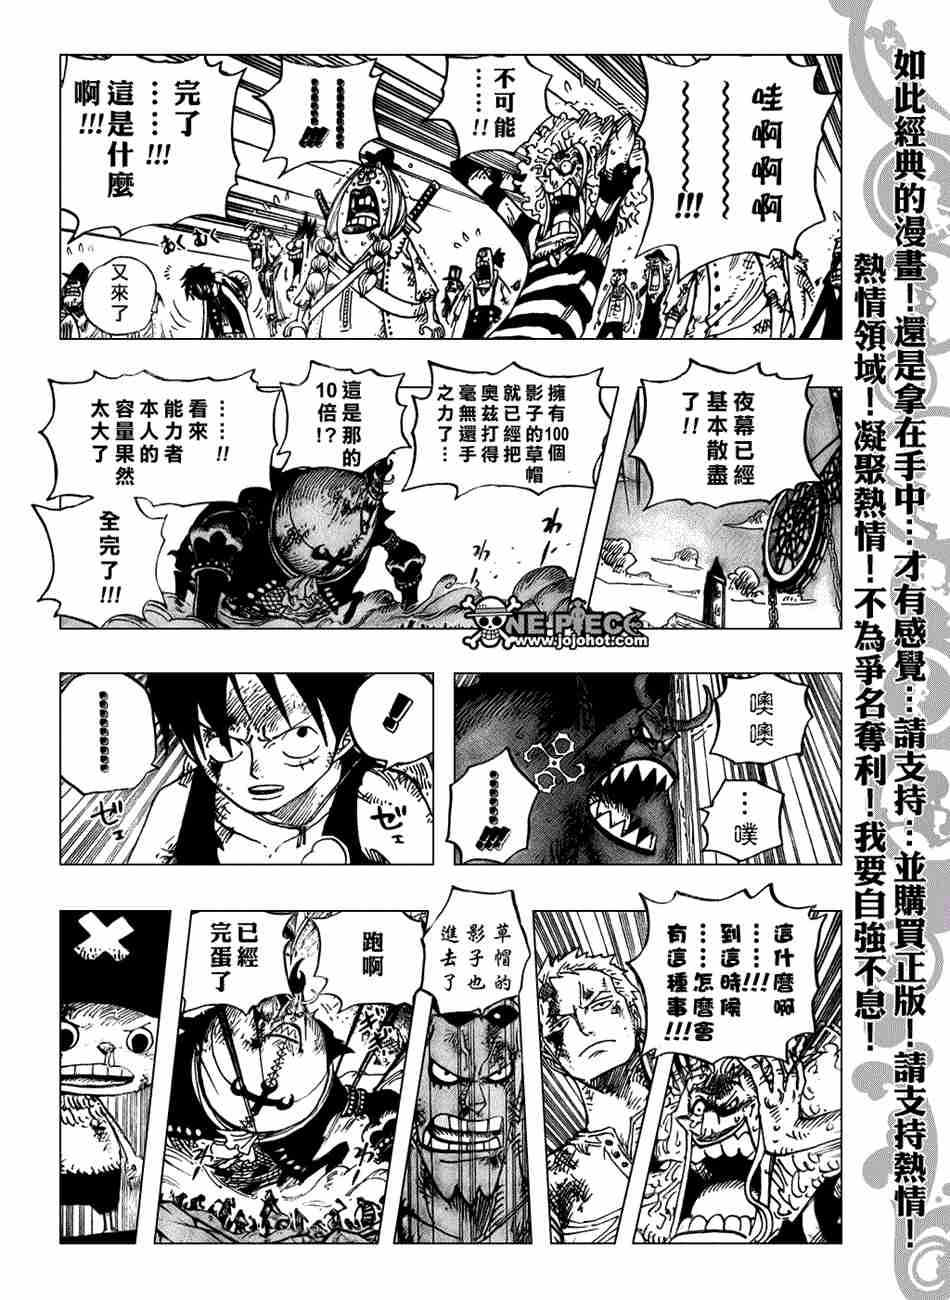 哇啊啊啊
～～～～
～～～～!!!
不可能
……!!
………!!!
完了
……!!!
這是什麼
啊!!!
むく
むく
又來了
夜幕已經
基本散盡
了!!
擁有100個
影子的草帽
就已經把
奧茲打得
毫無還手
之力了…
這是那的
10倍!?
……!!
看來
能力者
本人的
容量果然
太大了
全完了!!!
ONE PIECE
www.jojohot.com
噢
噢
…噗
………!!!
!
…………
ゼェ
ゼェ
這什麼啊
……!!!
到這時候
……怎麼會
有這種事!!!
草帽的
影子也
進去了
跑啊
已經
完蛋了
如此經典的漫畫！還是拿在手中…才有感覺…請支持…並購買正版！請支持熱情！
熱情領域！凝聚熱情！不為爭名奪利！我要自強不息！